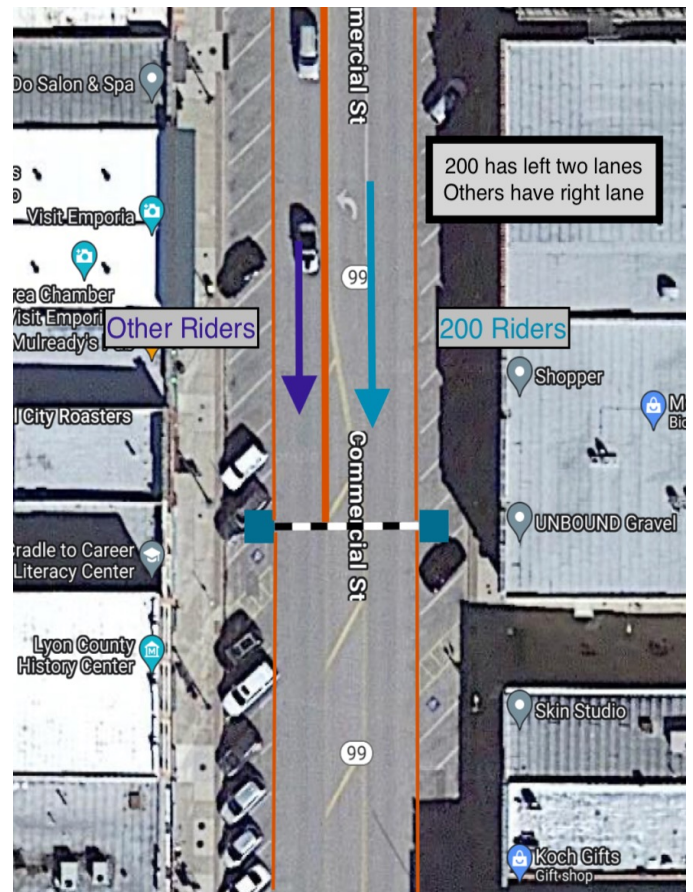 Do Salon & Spa
Commercial St
200 has left two lanes
Others have right lane
Visit Emporia
99
rea Chamber
Visit Empori
Mulready's
Other Riders
200 Riders
Shopper
l City Roasters
Commercial St
UNBOUND Gravel
Cradle to Career
Literacy Center
Lyon County
History Center
Skin Studio
99
Koch Gifts
Gift shop